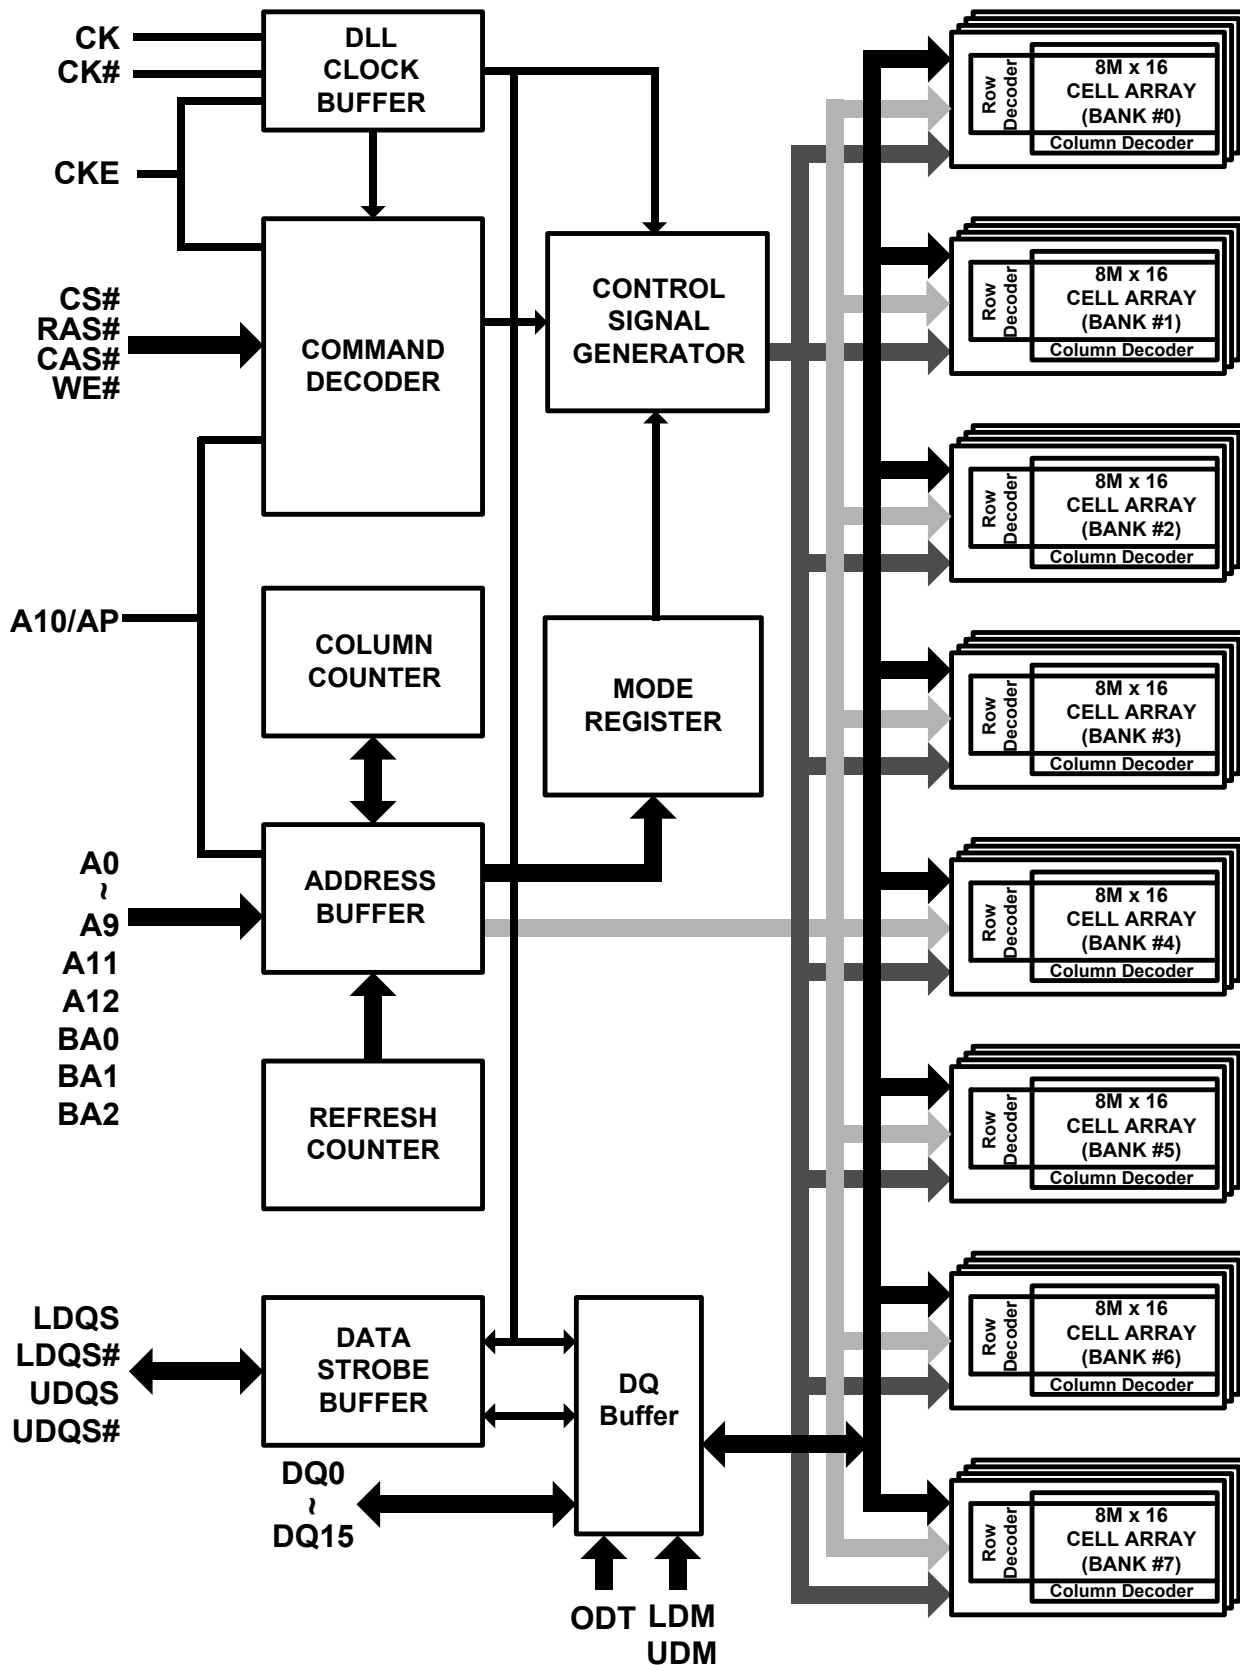 CK
CK#
CKE
CS#
RAS#
CAS#
WE#
A10/AP
A0
~
A9
A11
A12
BA0
BA1
BA2
LDQS
LDQS#
UDQS
UDQS#
DLL
CLOCK
BUFFER
COMMAND
DECODER
COLUMN
COUNTER
ADDRESS
BUFFER
REFRESH
COUNTER
DATA
STROBE
BUFFER
DQ0
~
DQ15
CONTROL
SIGNAL
GENERATOR
MODE
REGISTER
DQ
Buffer
ODT
LDM
UDM
Row
Decoder
8M x 16
CELL ARRAY
(BANK #0)
Column Decoder
Row
Decoder
8M x 16
CELL ARRAY
(BANK #1)
Column Decoder
Row
Decoder
8M x 16
CELL ARRAY
(BANK #2)
Column Decoder
Row
Decoder
8M x 16
CELL ARRAY
(BANK #3)
Column Decoder
Row
Decoder
8M x 16
CELL ARRAY
(BANK #4)
Column Decoder
Row
Decoder
8M x 16
CELL ARRAY
(BANK #5)
Column Decoder
Row
Decoder
8M x 16
CELL ARRAY
(BANK #6)
Column Decoder
Row
Decoder
8M x 16
CELL ARRAY
(BANK #7)
Column Decoder